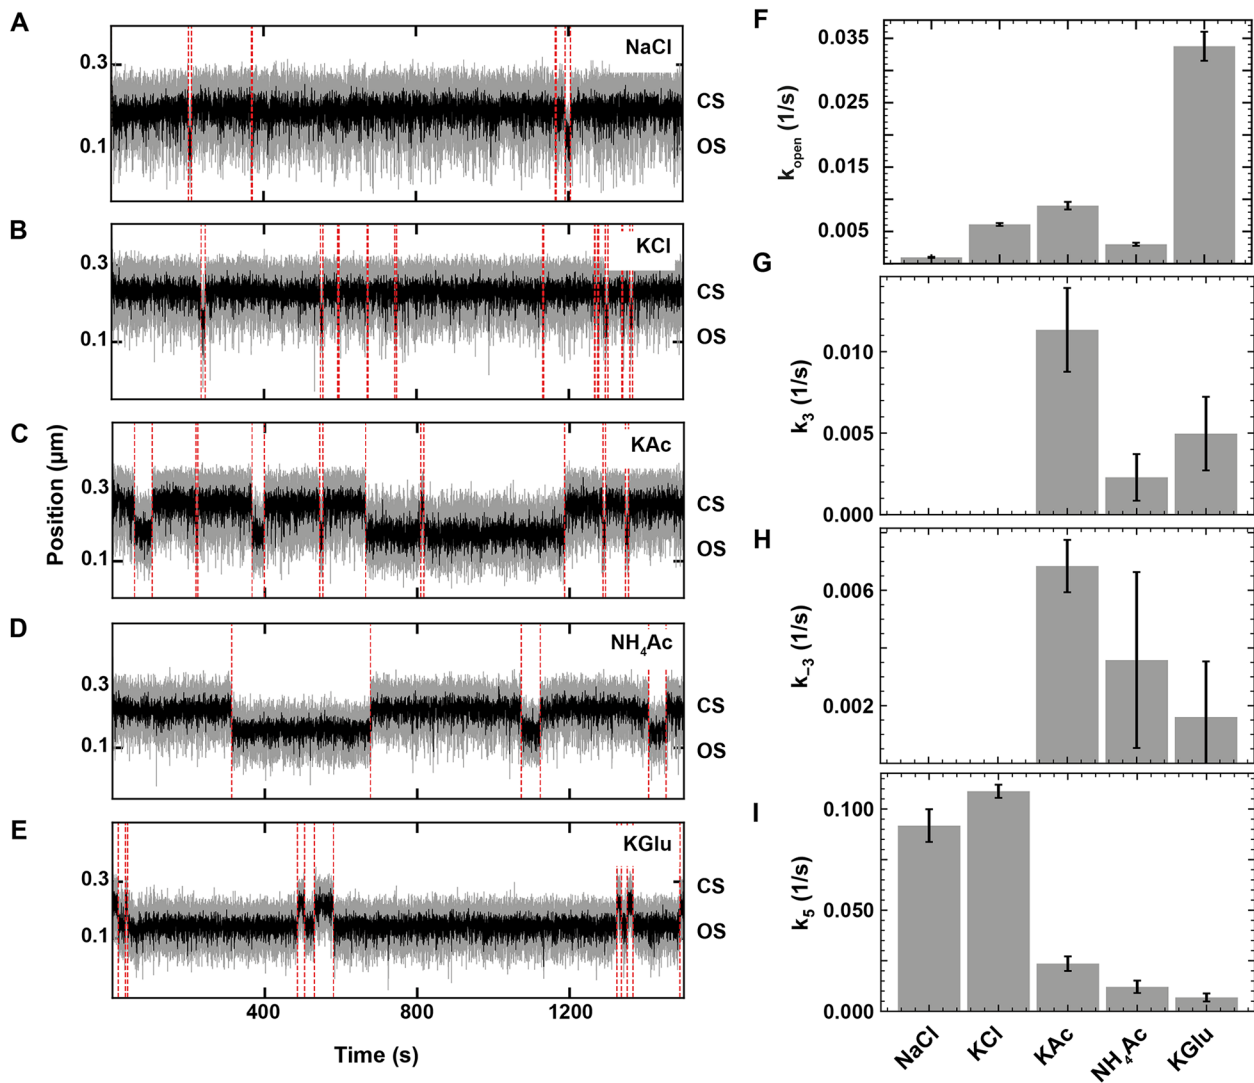 A
NaCl
0.3
0.1
CS
OS
B
KCl
0.3
0.1
CS
OS
C
KAc
0.3
0.1
CS
OS
Position (µm)
D
NH₄Ac
0.3
0.1
CS
OS
E
KGlu
0.3
0.1
CS
OS
400
800
1200
Time (s)
F
k_open (1/s)
0.035
0.025
0.015
0.005
G
k₃ (1/s)
0.010
0.005
0.000
H
k₋₃ (1/s)
0.006
0.002
I
k₅ (1/s)
0.100
0.050
0.000
NaCl
KCl
KAc
NH₄Ac
KGlu